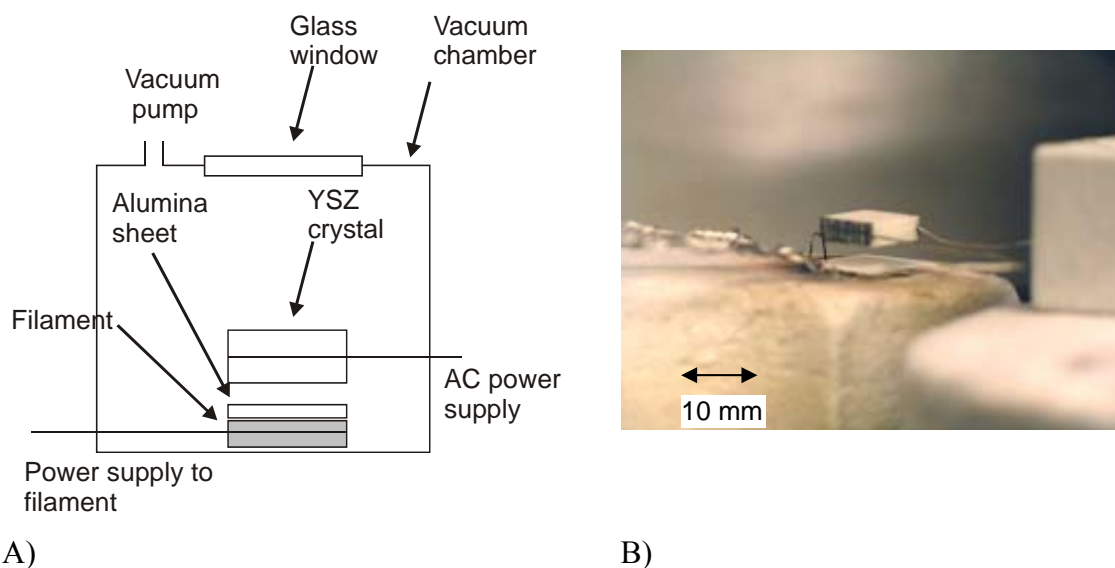 Glass
window
Vacuum
chamber
Vacuum
pump
Alumina
sheet
YSZ
crystal
Filament
AC power
supply
Power supply to
filament
10 mm
A)
B)